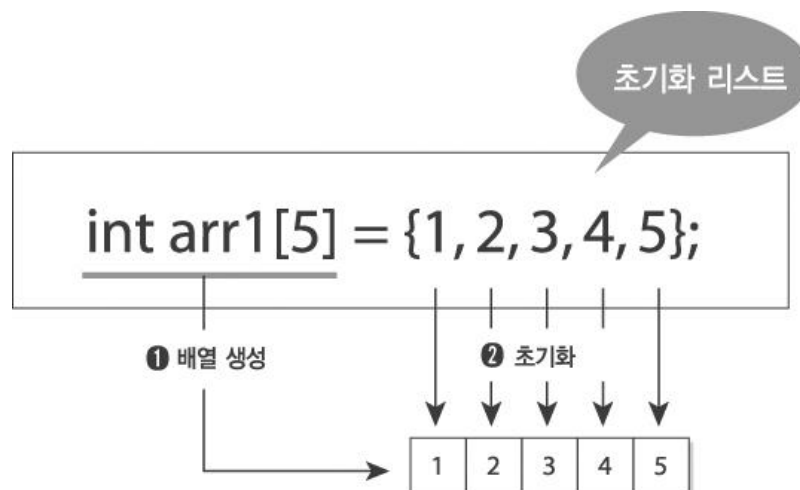 초기화 리스트
int arr1[5] = {1, 2, 3, 4, 5};
❶ 배열 생성
❷ 초기화
1 2 3 4 5